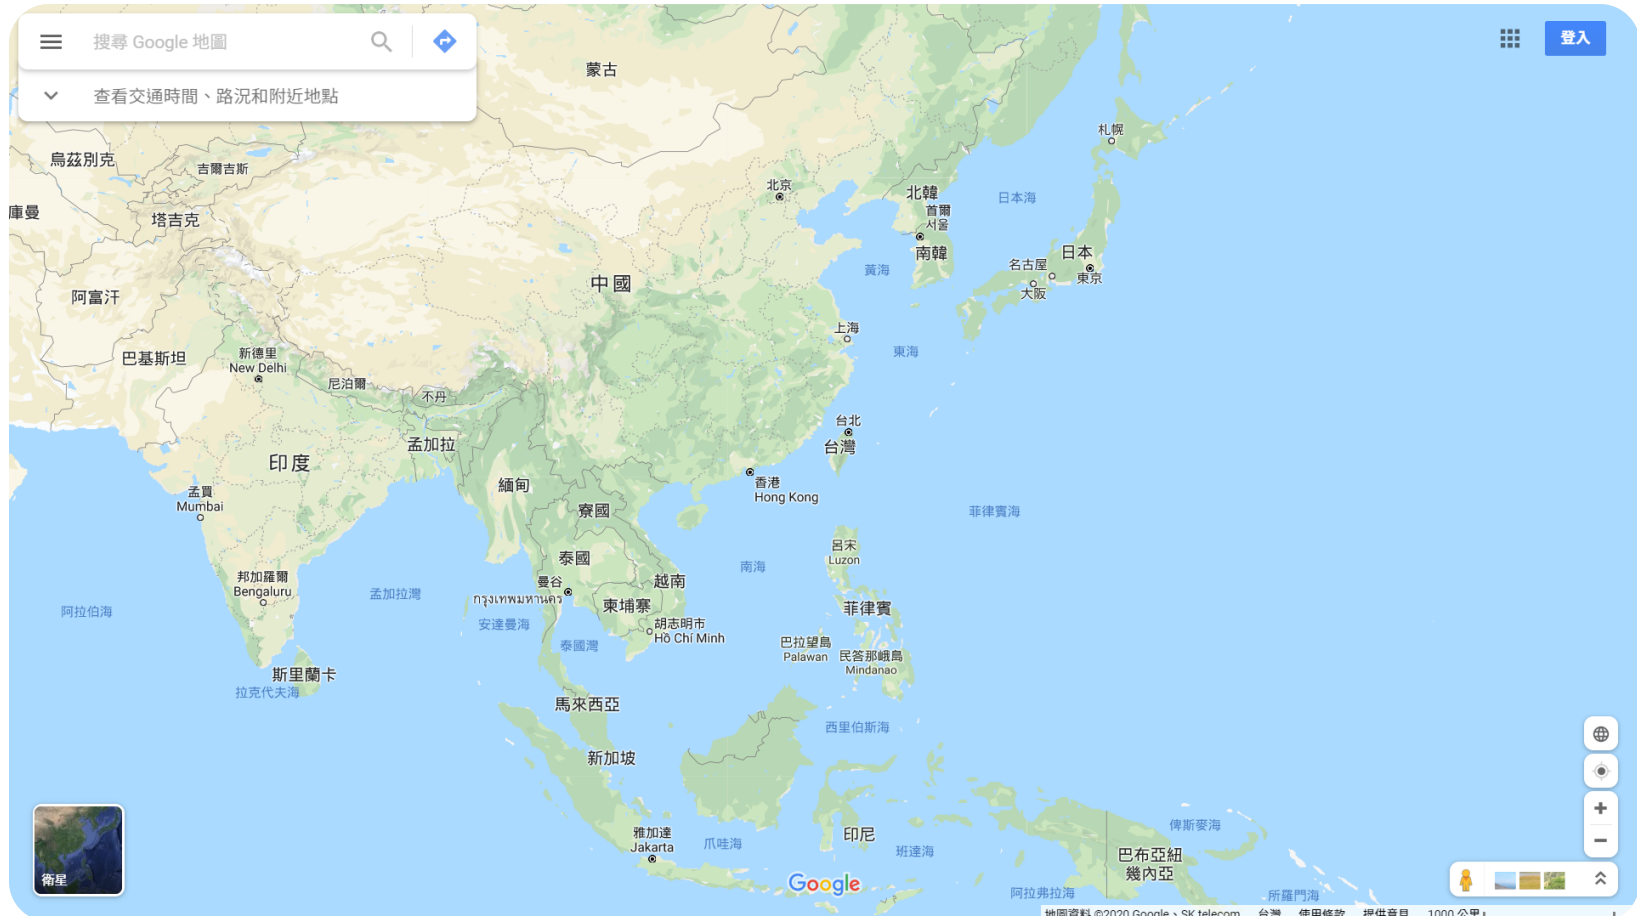 搜尋 Google 地圖
登入
查看交通時間、路況和附近地點
蒙古
札幌
烏茲別克
吉爾吉斯
北京
北韓
日本海
庫曼
塔吉克
首爾
서울
南韓
日本
名古屋
東京
大阪
黃海
中國
阿富汗
上海
東海
巴基斯坦
新德里
New Delhi
尼泊爾
不丹
台北
台灣
孟加拉
印度
香港
Hong Kong
緬甸
孟買
Mumbai
寮國
菲律賓海
呂宋
Luzon
泰國
南海
越南
曼谷
กรุงเทพมหานคร
邦加羅爾
Bengaluru
孟加拉灣
阿拉伯海
柬埔寨
菲律賓
安達曼海
胡志明市
Hồ Chí Minh
泰國灣
巴拉望島
Palawan
民答那峨島
Mindanao
斯里蘭卡
拉克代夫海
馬來西亞
西里伯斯海
新加坡
雅加達
Jakarta
爪哇海
印尼
班達海
俾斯麥海
巴布亞紐
幾內亞
衛星
Google
阿拉弗拉海
所羅門海
地圖資料 ©2020 Google、SK telecom 台灣 使用條款 提供意見 1000 公里